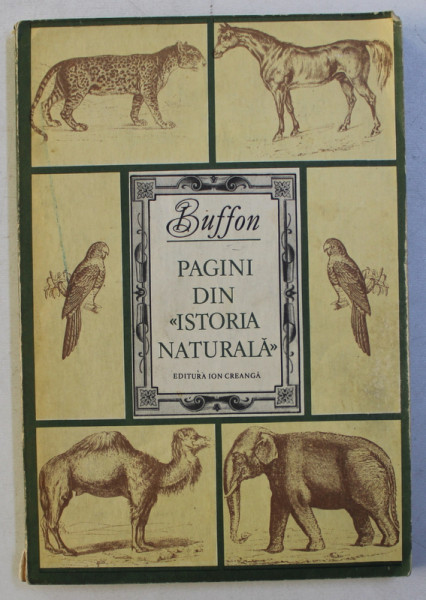 Buffon
PAGINI
DIN
«ISTORIA
NATURALĂ»
EDITURA ION CREANGĂ